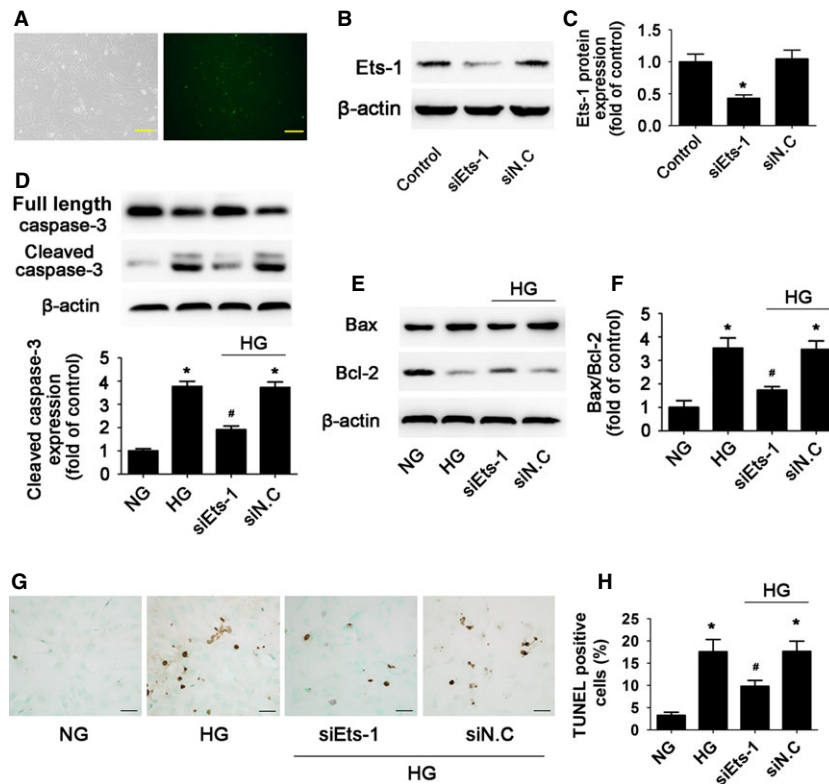 A
B
Ets-1
β-actin
Control
siEts-1
siN.C
C
Ets-1 protein
expression
(fold of control)
1.5
1.0
0.5
0.0
*
Control
siEts-1
siN.C
D
Full length
caspase-3
Cleaved
caspase-3
β-actin
Cleaved caspase-3
expression
(fold of control)
5
4
3
2
1
0
HG
*
#
*
NG
HG
siEts-1
siN.C
E
HG
Bax
Bcl-2
β-actin
NG
HG
siEts-1
siN.C
F
Bax/Bcl-2
(fold of control)
5
4
3
2
1
0
HG
*
#
*
NG
HG
siEts-1
siN.C
G
NG
HG
siEts-1
siN.C
HG
H
TUNEL positive
cells (%)
25
20
15
10
5
0
HG
*
#
*
NG
HG
siEts-1
siN.C